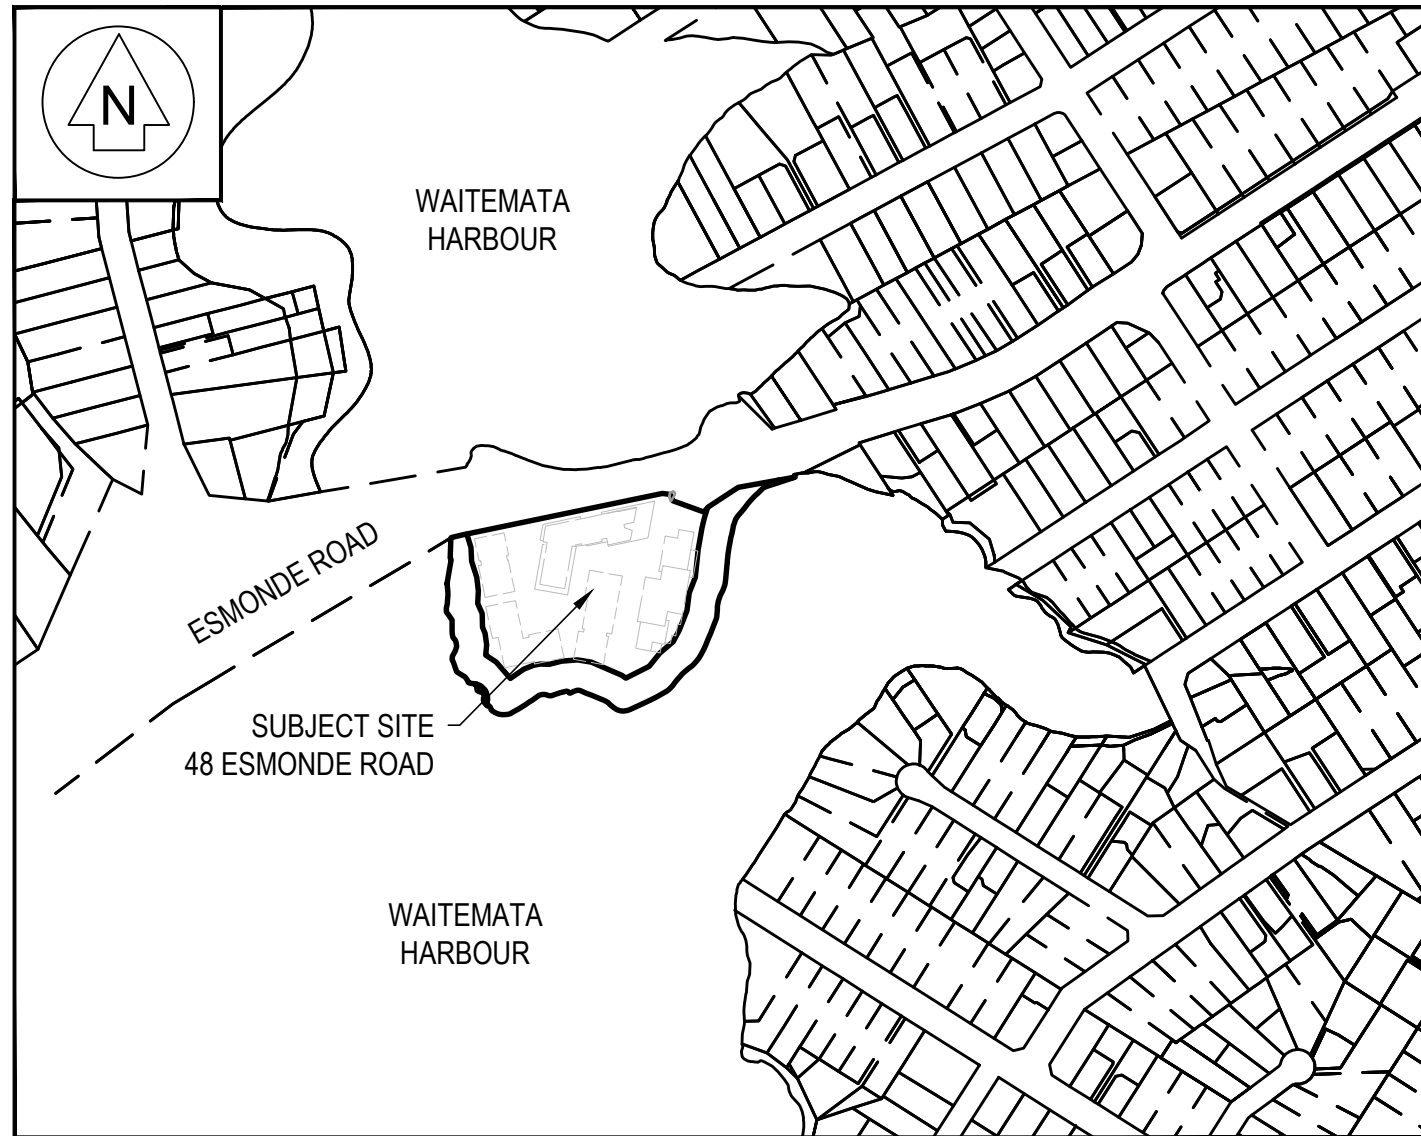 N
WAITEMATA
HARBOUR
ESMONDE ROAD
SUBJECT SITE
48 ESMONDE ROAD
WAITEMATA
HARBOUR